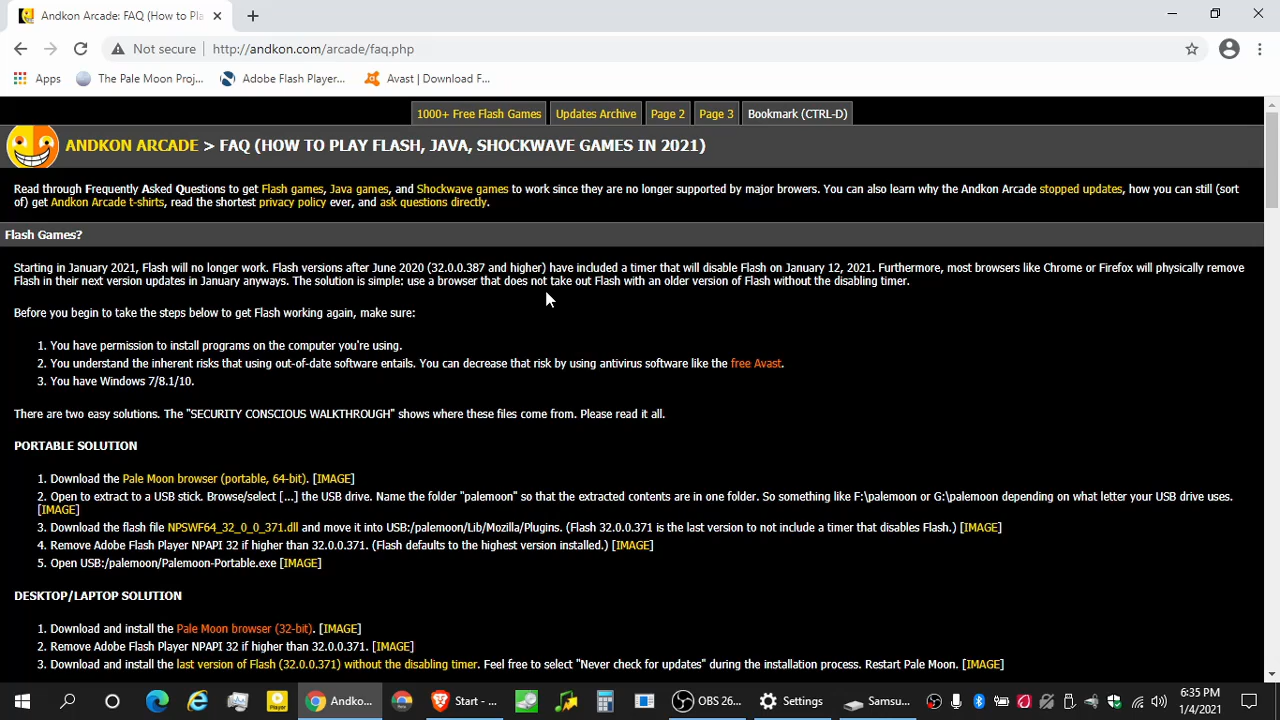 Andkon Arcade: FAQ (How to Pla
Not secure
http://andkon.com/arcade/faq.php
Apps
The Pale Moon Proj...
Adobe Flash Player...
Avast | Download F...
1000+ Free Flash Games
Updates Archive
Page 2
Page 3
Bookmark (CTRL-D)
ANDKON ARCADE > FAQ (HOW TO PLAY FLASH, JAVA, SHOCKWAVE GAMES IN 2021)
Read through Frequently Asked Questions to get Flash games, Java games, and Shockwave games to work since they are no longer supported by major browsers. You can also learn why the Andkon Arcade stopped updates, how you can still (sort
of) get Andkon Arcade t-shirts, read the shortest privacy policy ever, and ask questions directly.
Flash Games?
Starting in January 2021, Flash will no longer work. Flash versions after June 2020 (32.0.0.387 and higher) have included a timer that will disable Flash on January 12, 2021. Furthermore, most browsers like Chrome or Firefox will physically remove
Flash in their next version updates in January anyways. The solution is simple: use a browser that does not take out Flash with an older version of Flash without the disabling timer.
Before you begin to take the steps below to get Flash working again, make sure:
1. You have permission to install programs on the computer you're using.
2. You understand the inherent risks that using out-of-date software entails. You can decrease that risk by using antivirus software like the free Avast.
3. You have Windows 7/8.1/10.
There are two easy solutions. The "SECURITY CONSCIOUS WALKTHROUGH" shows where these files come from. Please read it all.
PORTABLE SOLUTION
1. Download the Pale Moon browser (portable, 64-bit). [IMAGE]
2. Open to extract to a USB stick. Browse/select [...] the USB drive. Name the folder "palemoon" so that the extracted contents are in one folder. So something like F:\palemoon or G:\palemoon depending on what letter your USB drive uses.
[IMAGE]
3. Download the flash file NPSWF64_32_0_0_371.dll and move it into USB:/palemoon/Lib/Mozilla/Plugins. (Flash 32.0.0.371 is the last version to not include a timer that disables Flash.) [IMAGE]
4. Remove Adobe Flash Player NPAPI 32 if higher than 32.0.0.371. (Flash defaults to the highest version installed.) [IMAGE]
5. Open USB:/palemoon/Palemoon-Portable.exe [IMAGE]
DESKTOP/LAPTOP SOLUTION
1. Download and install the Pale Moon browser (32-bit). [IMAGE]
2. Remove Adobe Flash Player NPAPI 32 if higher than 32.0.0.371. [IMAGE]
3. Download and install the last version of Flash (32.0.0.371) without the disabling timer. Feel free to select "Never check for updates" during the installation process. Restart Pale Moon. [IMAGE]
Player
Andko...
Start - ...
OBS 26...
Settings
Samsu...
6:35 PM
1/4/2021